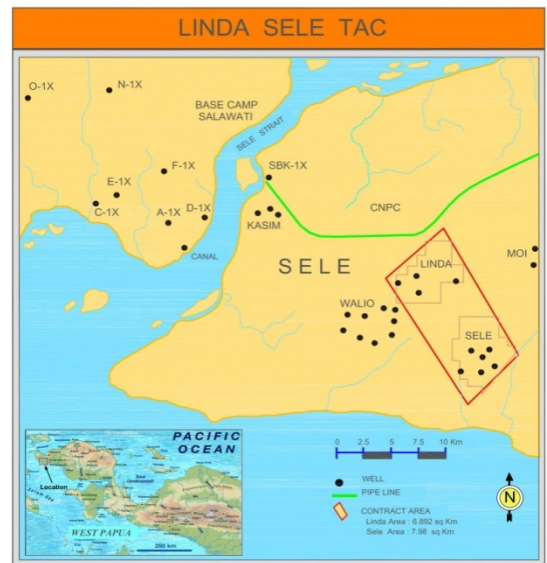 LINDA SELE TAC
O-1X
N-1X
BASE CAMP
SALAWATI
SELE STRAIT
F-1X
SBK-1X
E-1X
C-1X
A-1X
D-1X
KASIM
CNPC
CANAL
SELE
LINDA
MOI
WALIO
SELE
0 2.5 5 7.5 10 Km
WELL
PIPE LINE
CONTRACT AREA
Linda Area : 6.892 sq Km
Sele Area : 7.98 sq Km
N
PACIFIC
OCEAN
Location
WEST PAPUA
250 km